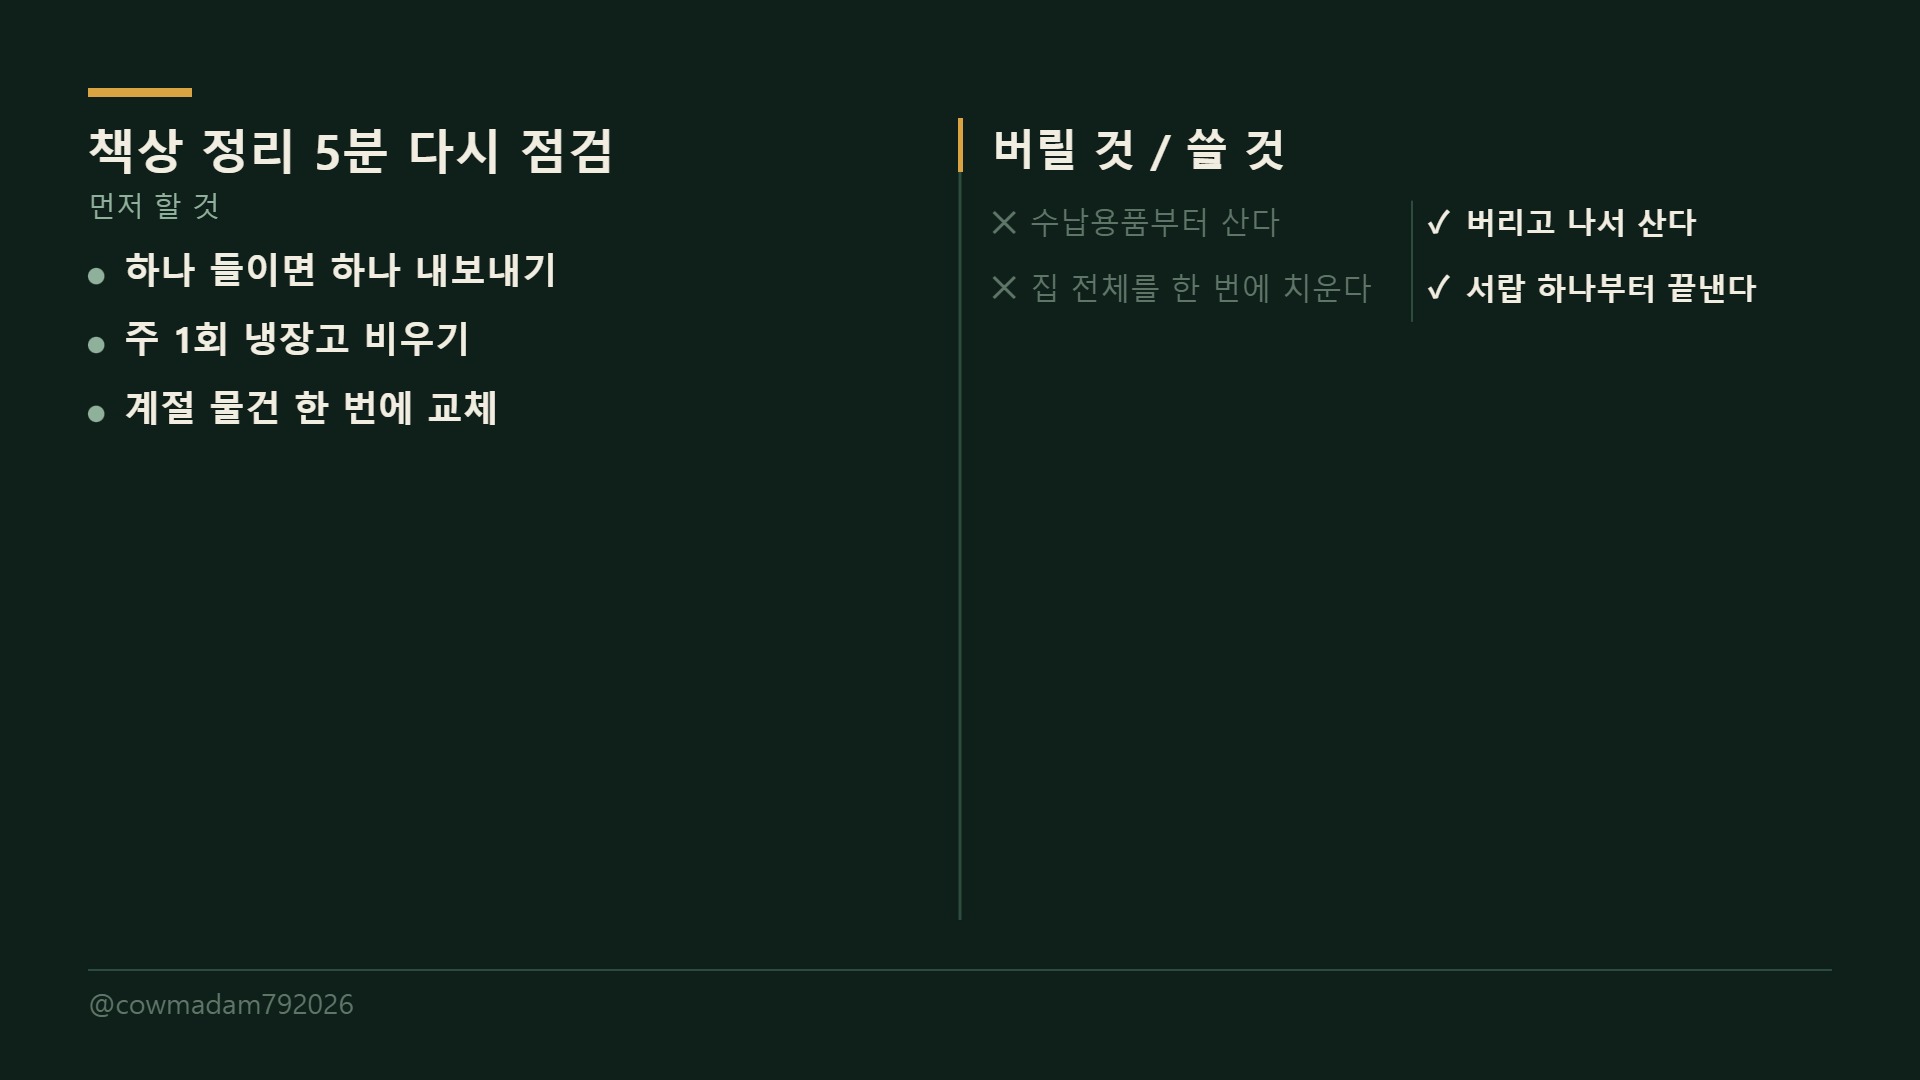 책상 정리 5분 다시 점검
먼저 할 것
● 하나 들이면 하나 내보내기
● 주 1회 냉장고 비우기
● 계절 물건 한 번에 교체
버릴 것 / 쓸 것
✕ 수납용품부터 산다
✓ 버리고 나서 산다
✕ 집 전체를 한 번에 치운다
✓ 서랍 하나부터 끝낸다
@cowmadam792026